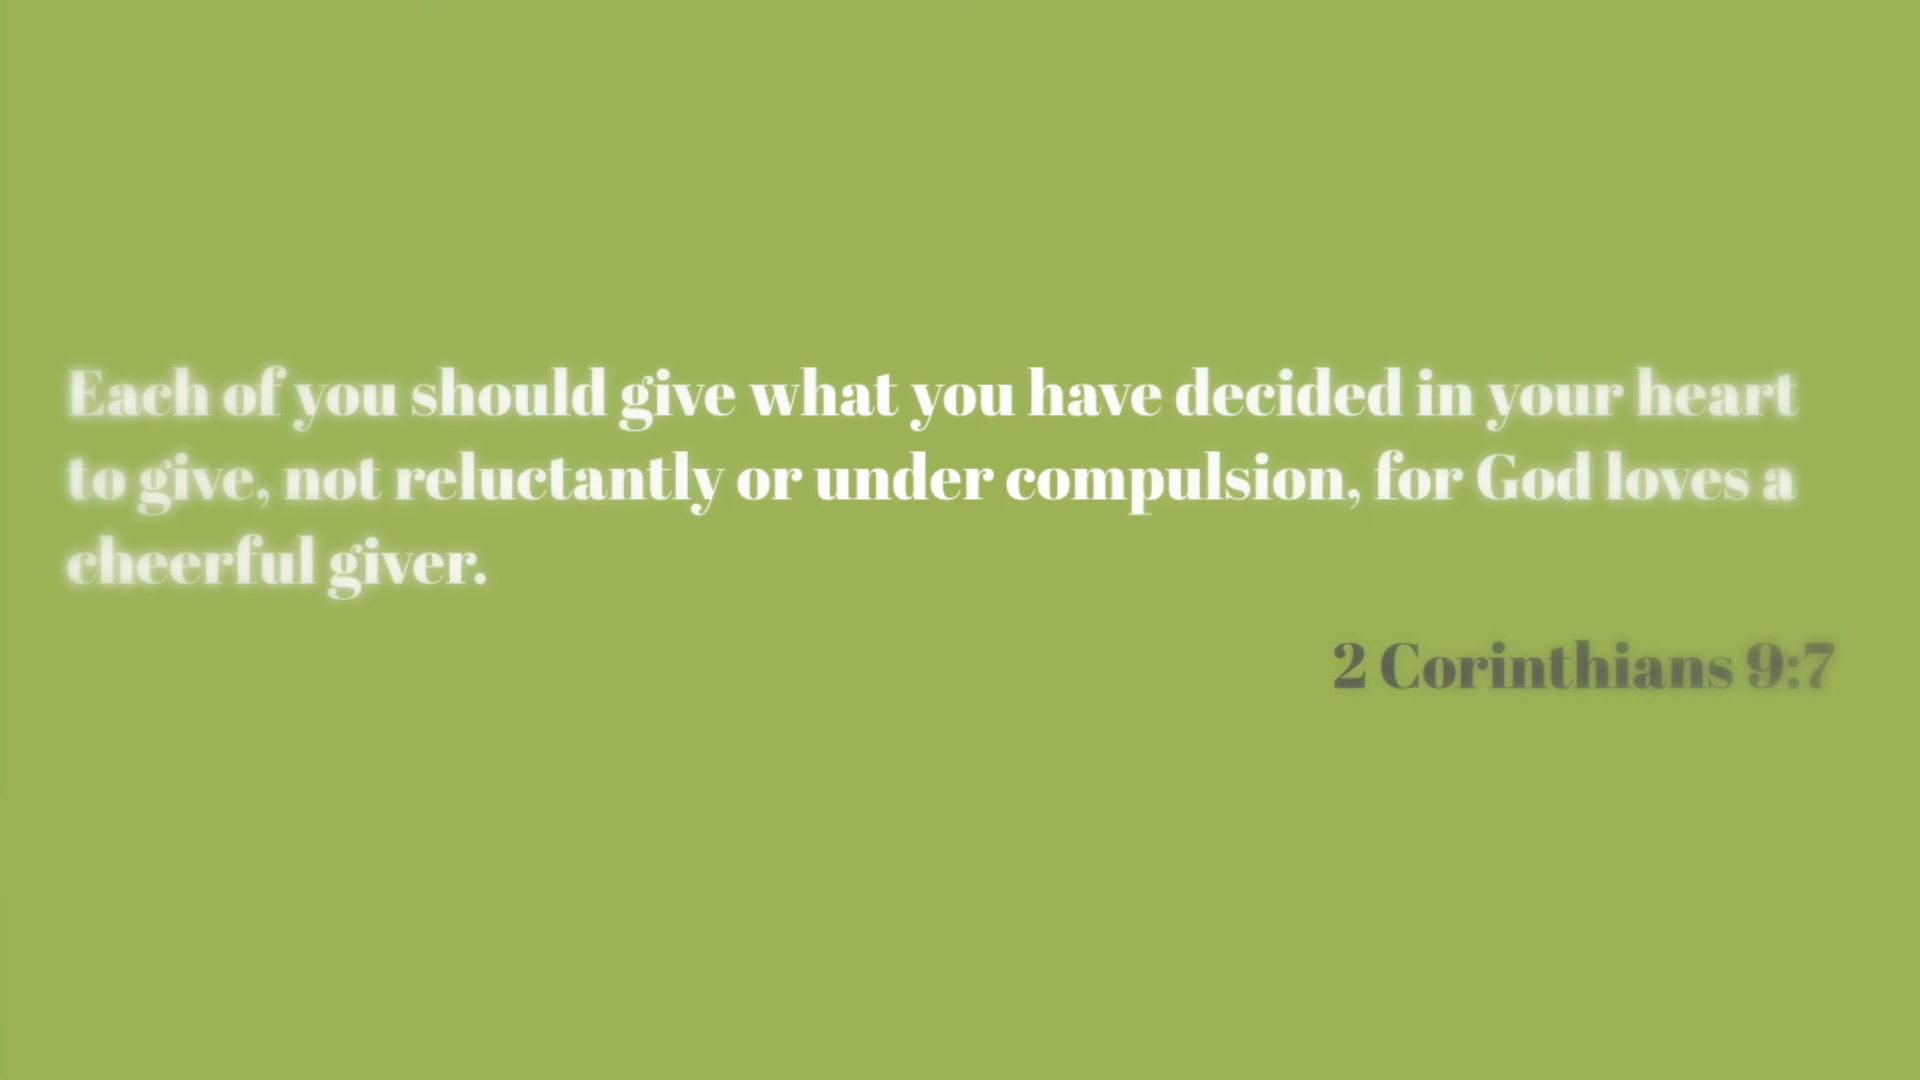 Each of you should give what you have decided in your heart
to give, not reluctantly or under compulsion, for God loves a
cheerful giver.
2 Corinthians 9:7